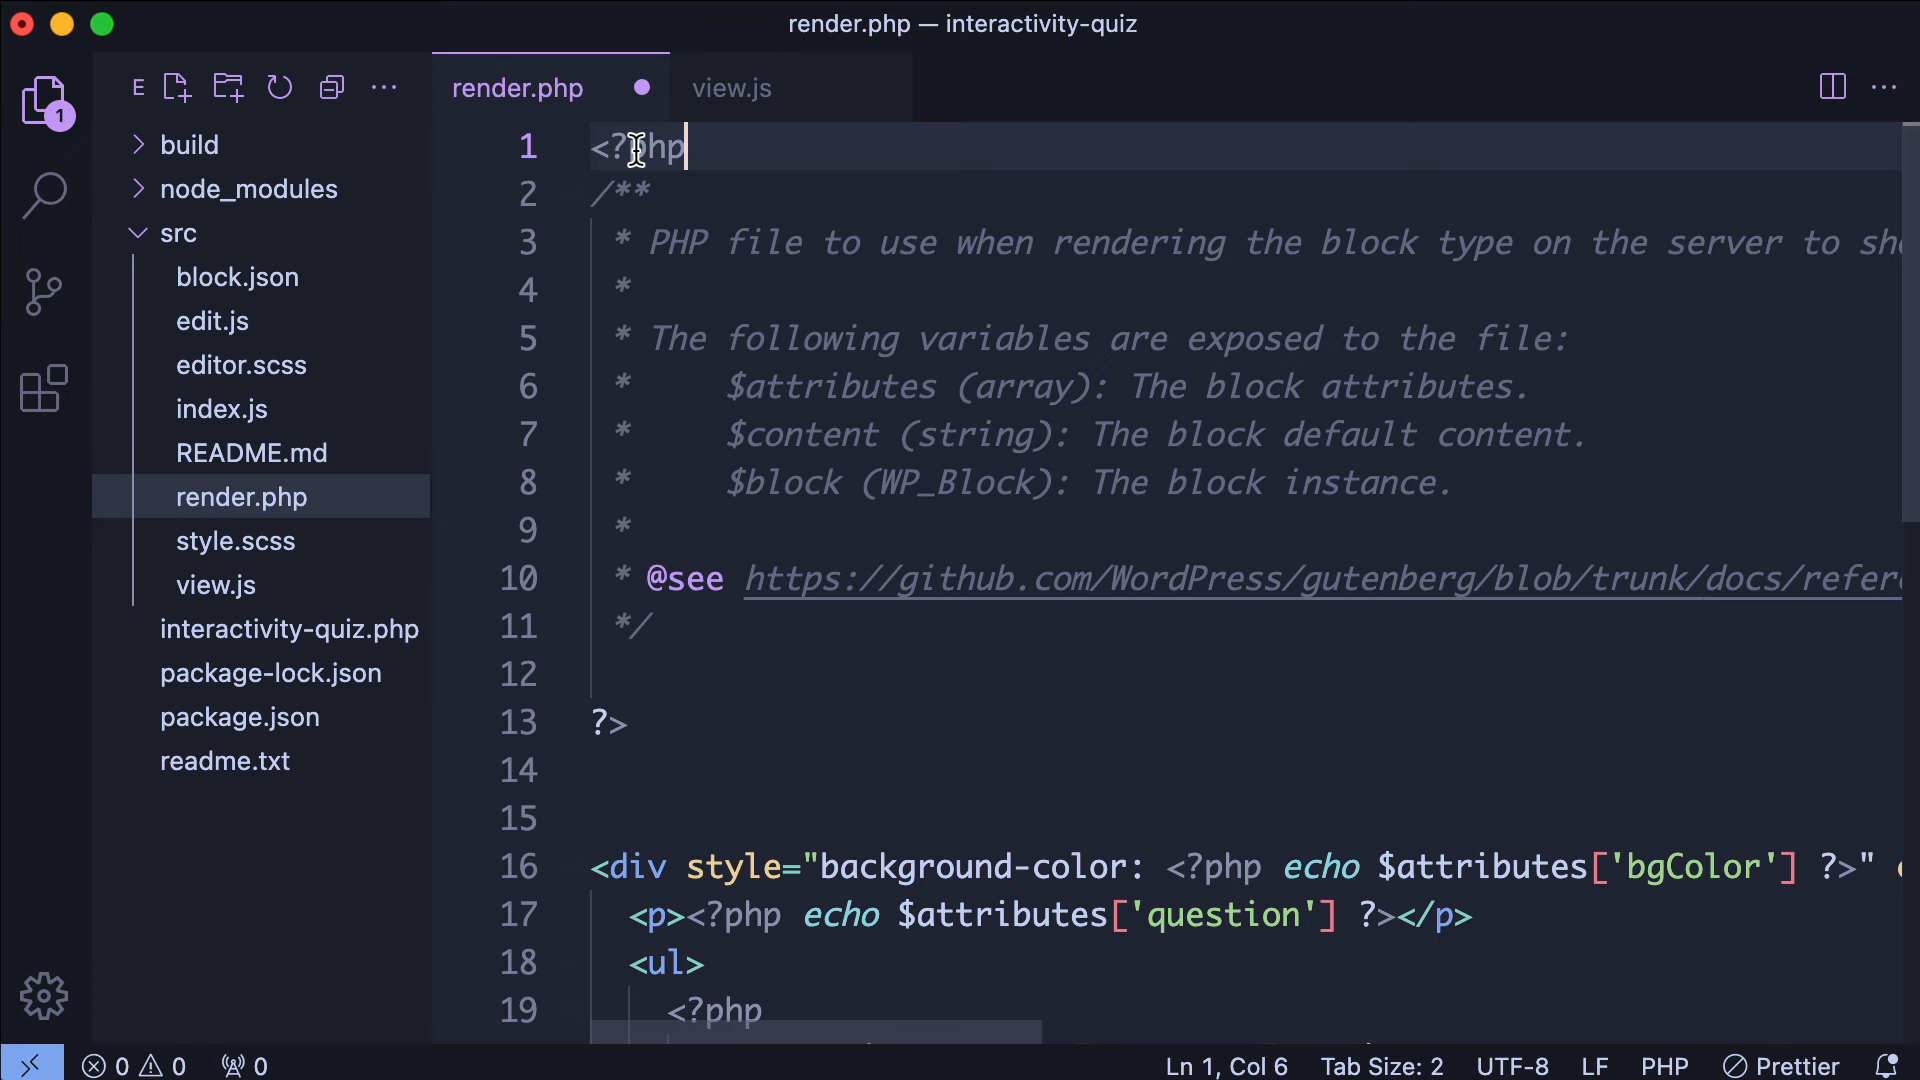 render.php — interactivity-quiz
E
render.php
view.js
1
build
node_modules
src
block.json
edit.js
editor.scss
index.js
README.md
render.php
style.scss
view.js
interactivity-quiz.php
package-lock.json
package.json
readme.txt
1 <?php
2 /**
3 * PHP file to use when rendering the block type on the server to sh
4 *
5 * The following variables are exposed to the file:
6 * $attributes (array): The block attributes.
7 * $content (string): The block default content.
8 * $block (WP_Block): The block instance.
9 *
10 * @see https://github.com/WordPress/gutenberg/blob/trunk/docs/refer
11 */
12
13 ?>
14
15
16 <div style="background-color: <?php echo $attributes['bgColor'] ?>"
17 <p><?php echo $attributes['question'] ?></p>
18 <ul>
19 <?php
0 0 0
Ln 1, Col 6 Tab Size: 2 UTF-8 LF PHP Prettier